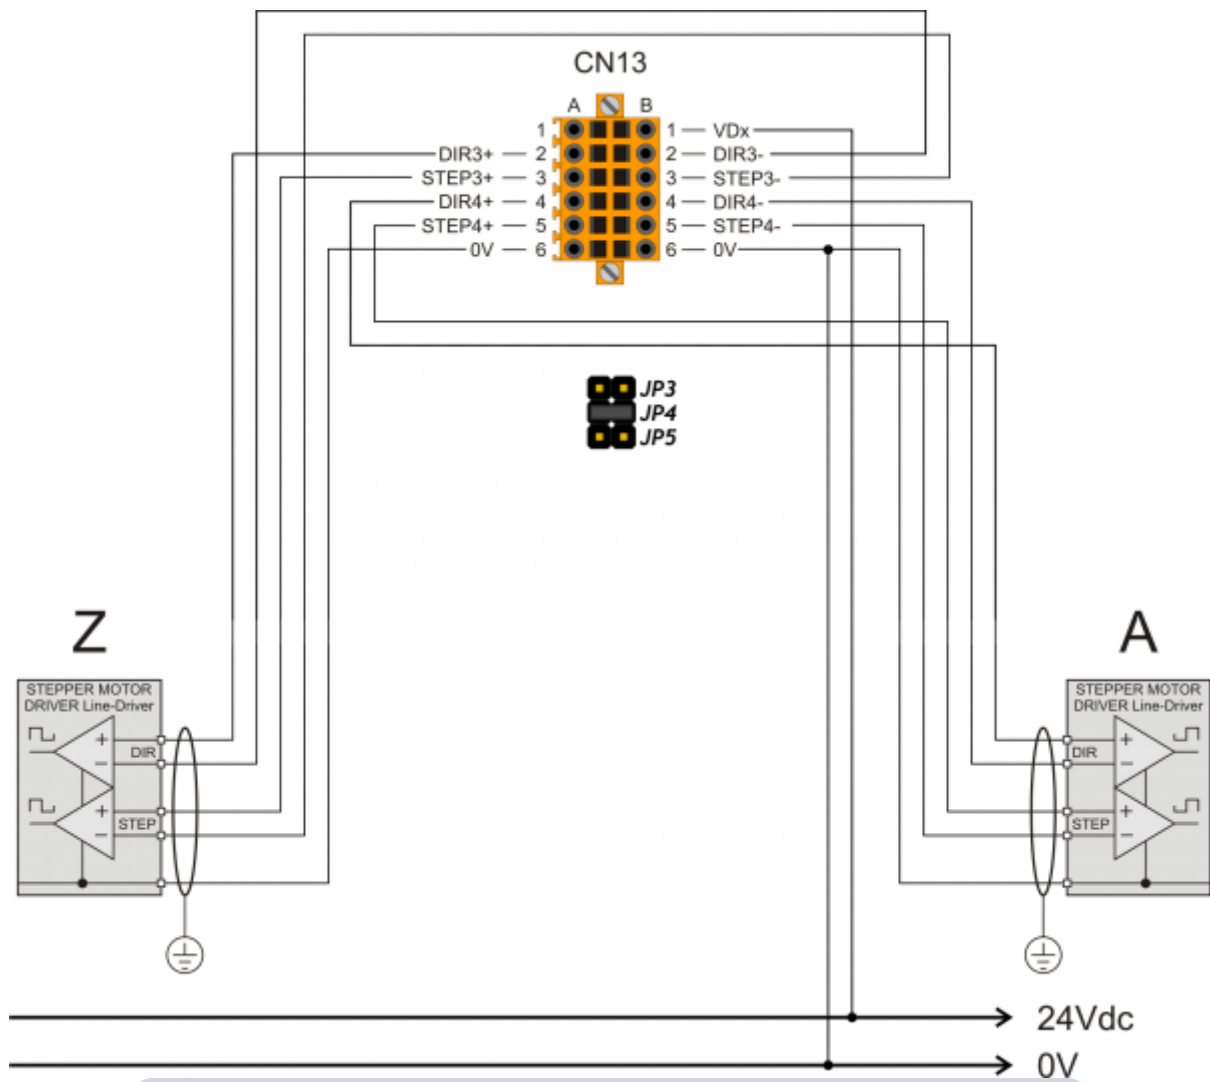 CN13
A B
1 1 VDx
DIR3+ 2 2 DIR3-
STEP3+ 3 3 STEP3-
DIR4+ 4 4 DIR4-
STEP4+ 5 5 STEP4-
0V 6 6 0V
JP3
JP4
JP5
Z
STEPPER MOTOR
DRIVER Line-Driver
+
DIR
−
+
STEP
−
A
STEPPER MOTOR
DRIVER Line-Driver
+
DIR
−
+
STEP
−
24Vdc
0V